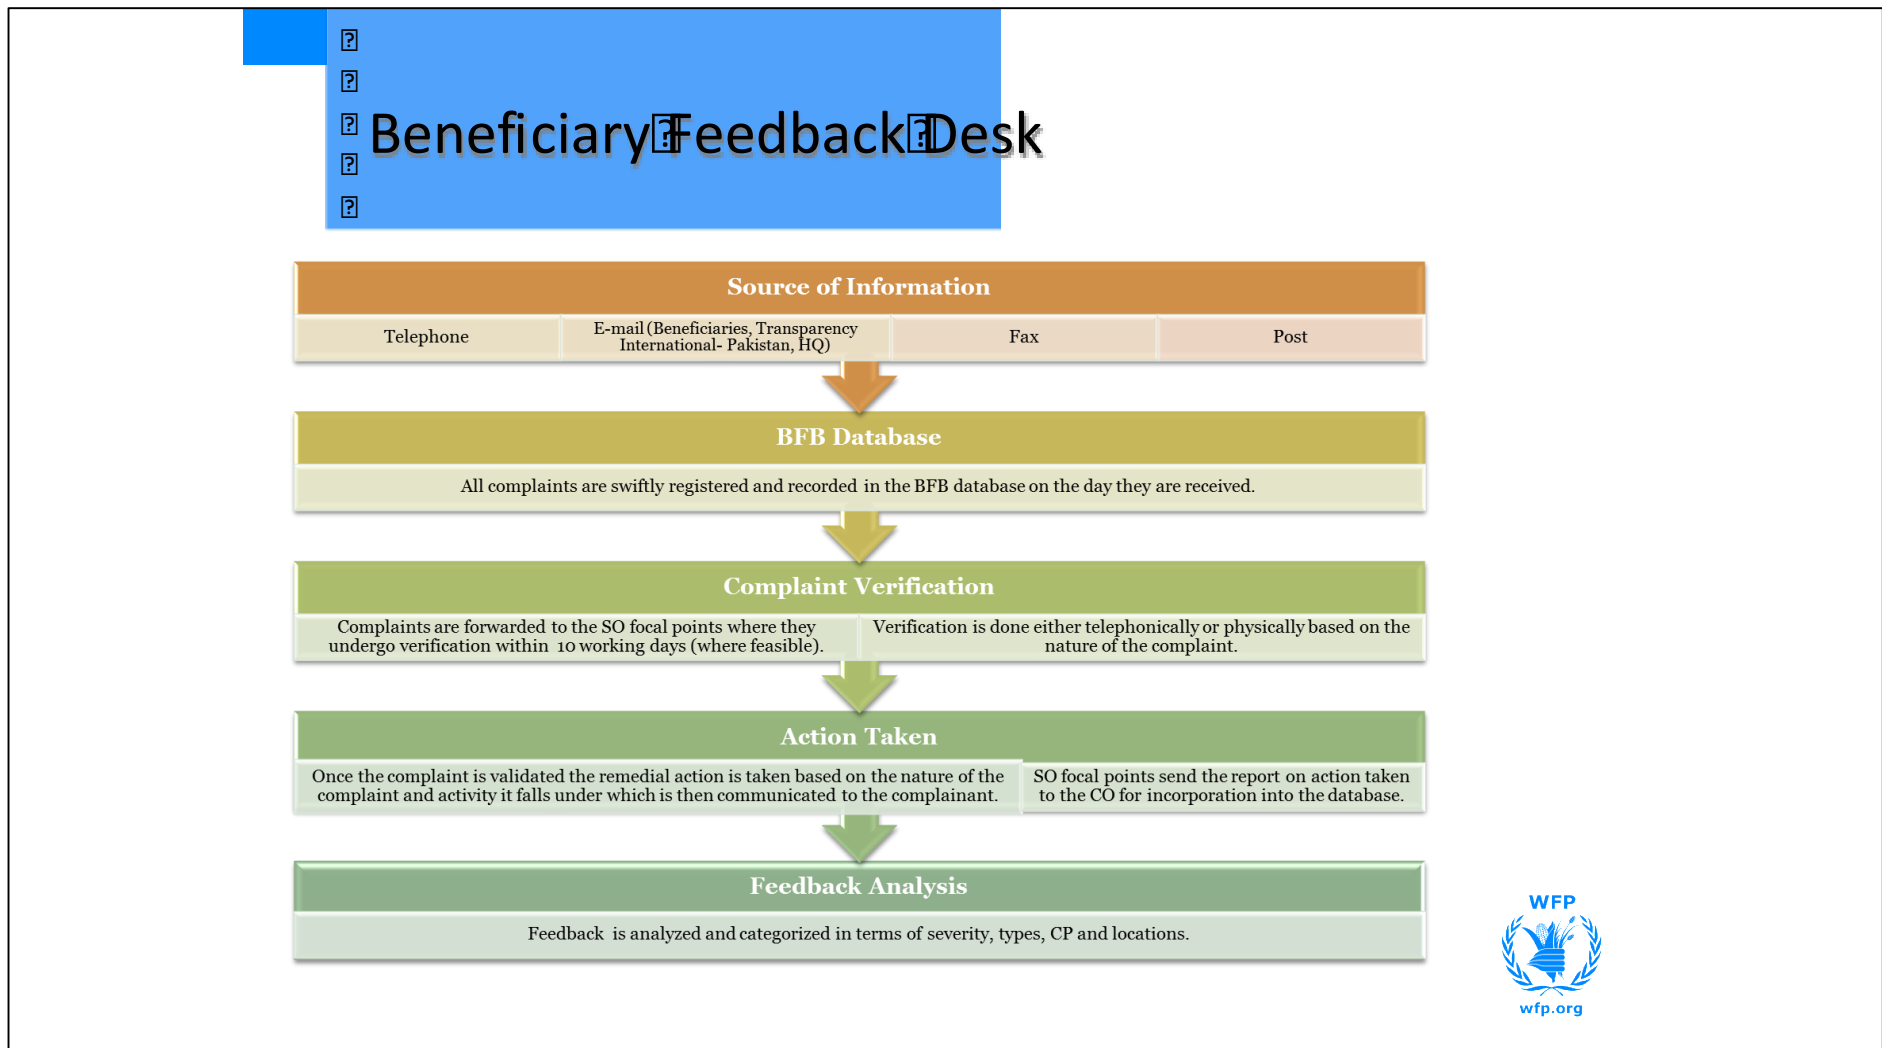 Beneficiary Feedback Desk
Source of Information
Telephone
E-mail (Beneficiaries, Transparency
International- Pakistan, HQ)
Fax
Post
BFB Database
All complaints are swiftly registered and recorded in the BFB database on the day they are received.
Complaint Verification
Complaints are forwarded to the SO focal points where they
undergo verification within 10 working days (where feasible).
Verification is done either telephonically or physically based on the
nature of the complaint.
Action Taken
Once the complaint is validated the remedial action is taken based on the nature of the
complaint and activity it falls under which is then communicated to the complainant.
SO focal points send the report on action taken
to the CO for incorporation into the database.
Feedback Analysis
Feedback is analyzed and categorized in terms of severity, types, CP and locations.
WFP
wfp.org